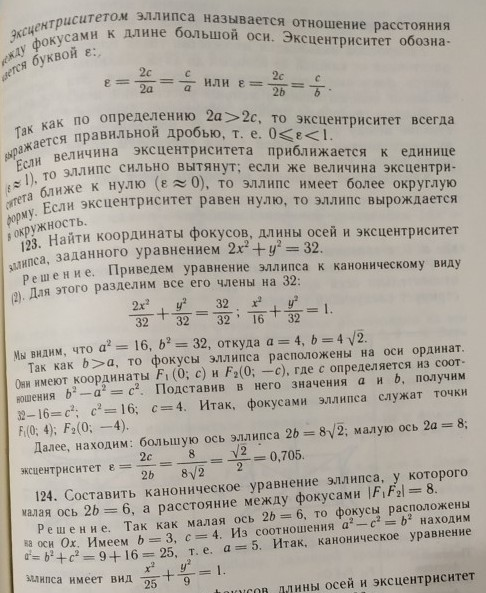 Эксцентриситетом эллипса называется отношение расстояния
между фокусами к длине большой оси. Эксцентриситет обозна-
чается буквой ε:
ε = 2c/2a = c/a или ε = 2c/2b = c/b.
Так как по определению 2a > 2c, то эксцентриситет всегда
выражается правильной дробью, т. е. 0 ⩽ ε < 1.
Если величина эксцентриситета приближается к единице
(ε ≈ 1), то эллипс сильно вытянут; если же величина эксцентри-
ситета ближе к нулю (ε ≈ 0), то эллипс имеет более округлую
форму. Если эксцентриситет равен нулю, то эллипс вырождается
в окружность.
123. Найти координаты фокусов, длины осей и эксцентриситет
эллипса, заданного уравнением 2x² + y² = 32.
Решение. Приведем уравнение эллипса к каноническому виду
(2). Для этого разделим все его члены на 32:
2x²/32 + y²/32 = 32/32; x²/16 + y²/32 = 1.
Мы видим, что a² = 16, b² = 32, откуда a = 4, b = 4√2.
Так как b > a, то фокусы эллипса расположены на оси ординат.
Они имеют координаты F₁ (0; c) и F₂ (0; −c), где c определяется из соот-
ношения b² − a² = c². Подставив в него значения a и b, получим
32 − 16 = c²; c² = 16; c = 4. Итак, фокусами эллипса служат точки
F₁(0; 4); F₂ (0; −4).
Далее, находим: большую ось эллипса 2b = 8√2; малую ось 2a = 8;
эксцентриситет ε = 2c/2b = 8/8√2 = √2/2 = 0,705.
124. Составить каноническое уравнение эллипса, у которого
малая ось 2b = 6, а расстояние между фокусами |F₁F₂| = 8.
Решение. Так как малая ось 2b = 6, то фокусы расположены
на оси Ox. Имеем b = 3, c = 4. Из соотношения a² − c² = b² находим
a² = b² + c² = 9 + 16 = 25, т. е. a = 5. Итак, каноническое уравнение
эллипса имеет вид x²/25 + y²/9 = 1.
фокусов, длины осей и эксцентриситет